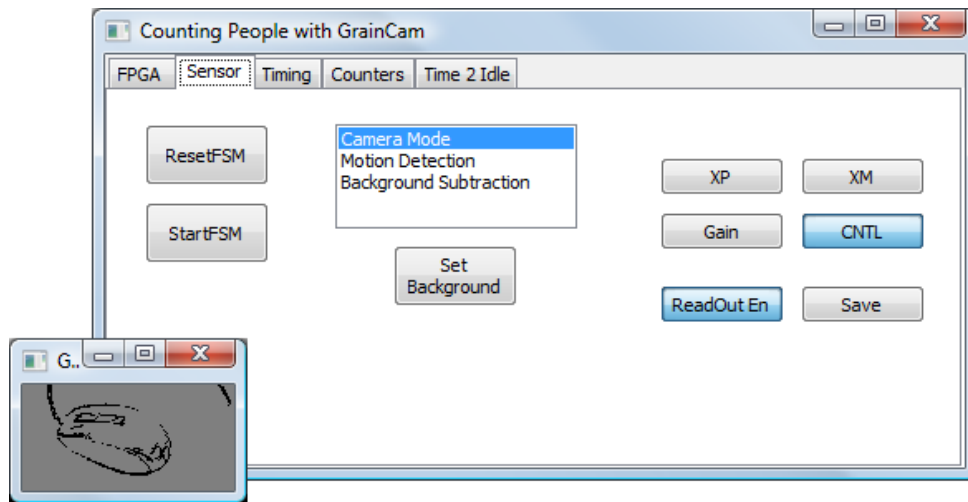 Counting People with GrainCam
FPGA Sensor Timing Counters Time 2 Idle
ResetFSM
StartFSM
Camera Mode
Motion Detection
Background Subtraction
Set
Background
XP XM
Gain CNTL
ReadOut En Save
G..